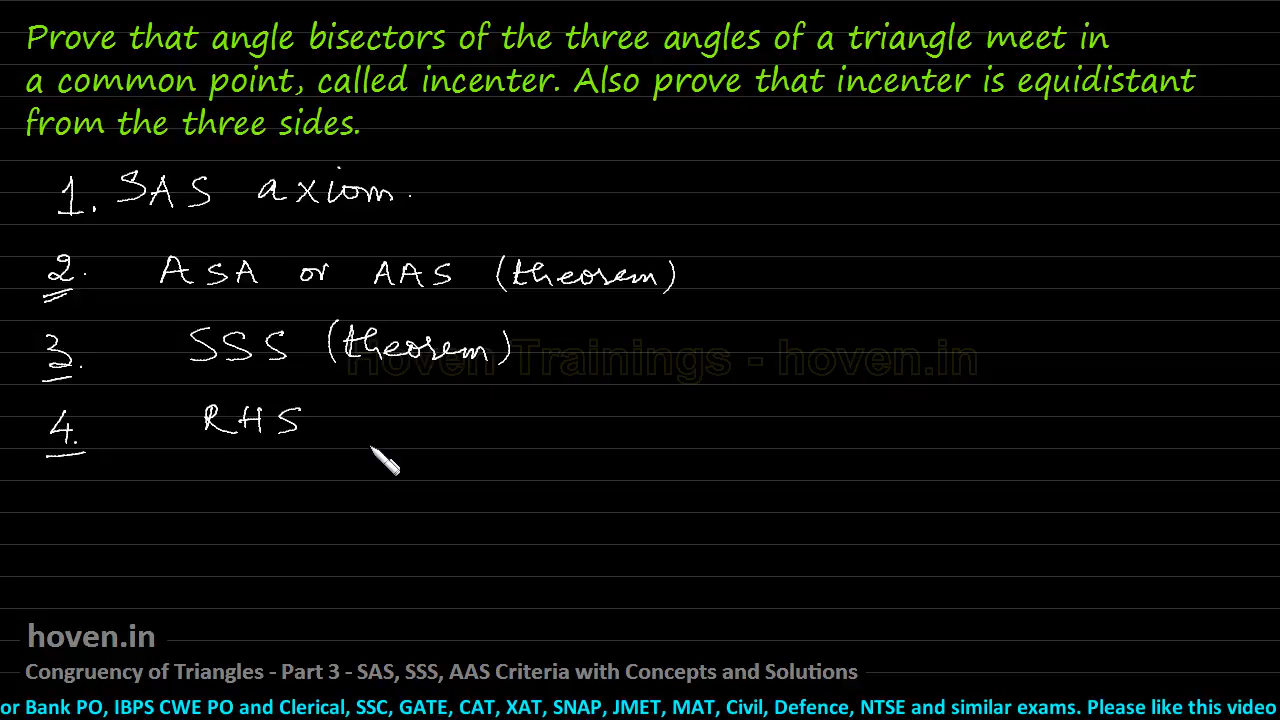 Prove that angle bisectors of the three angles of a triangle meet in
a common point, called incenter. Also prove that incenter is equidistant
from the three sides.
1. SAS axiom.
2. ASA or AAS (theorem)
3. SSS (theorem)
Hoven Trainings - hoven.in
4. RHS
hoven.in
Congruency of Triangles - Part 3 - SAS, SSS, AAS Criteria with Concepts and Solutions
or Bank PO, IBPS CWE PO and Clerical, SSC, GATE, CAT, XAT, SNAP, JMET, MAT, Civil, Defence, NTSE and similar exams. Please like this video